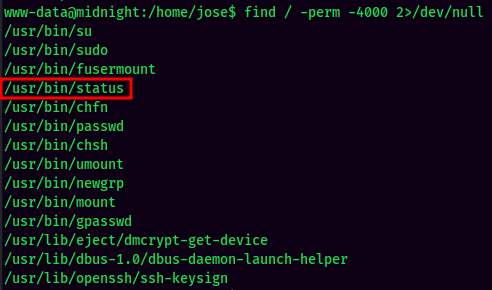 www-data@midnight:/home/jose$ find / -perm -4000 2>/dev/null
/usr/bin/su
/usr/bin/sudo
/usr/bin/fusermount
/usr/bin/status
/usr/bin/chfn
/usr/bin/passwd
/usr/bin/chsh
/usr/bin/umount
/usr/bin/newgrp
/usr/bin/mount
/usr/bin/gpasswd
/usr/lib/eject/dmcrypt-get-device
/usr/lib/dbus-1.0/dbus-daemon-launch-helper
/usr/lib/openssh/ssh-keysign